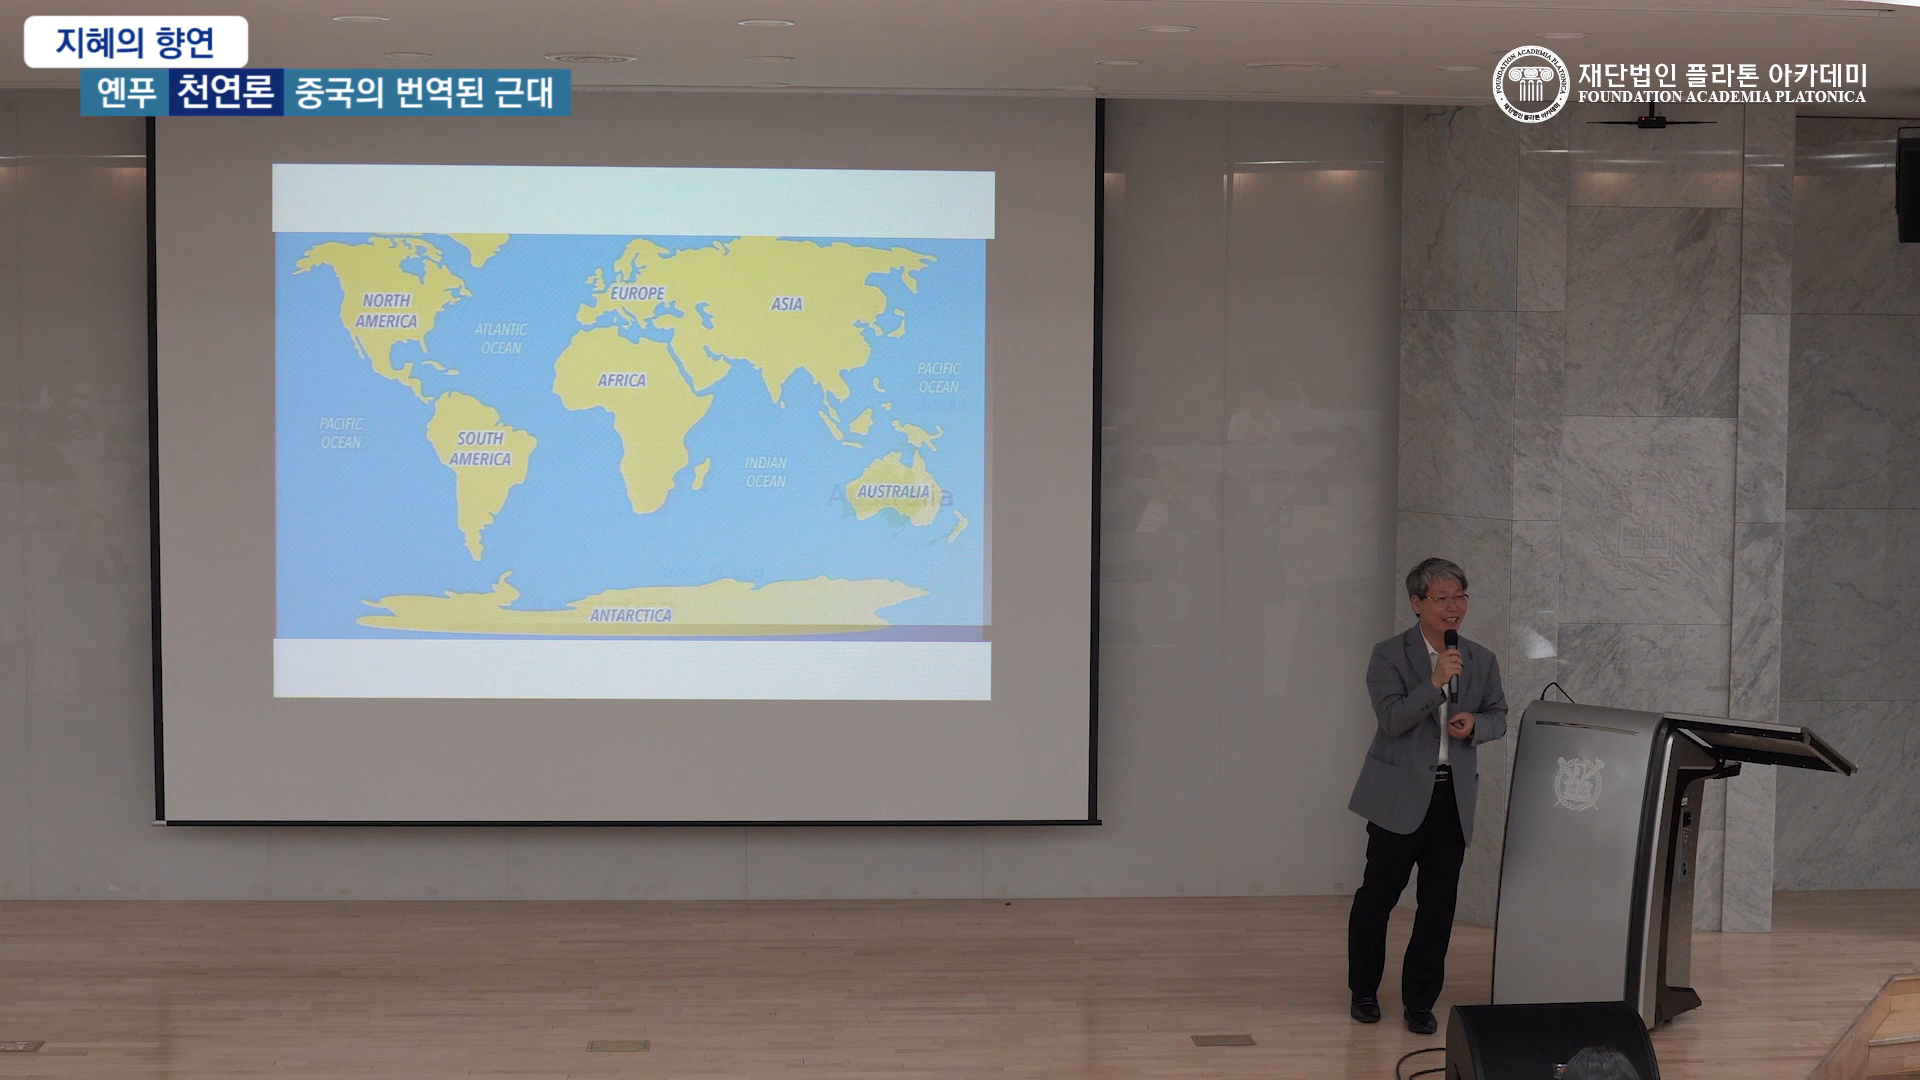 지혜의 향연
옌푸 천연론 중국의 번역된 근대
재단법인 플라톤 아카데미
FOUNDATION ACADEMIA PLATONICA
NORTH
AMERICA
ATLANTIC
OCEAN
EUROPE
ASIA
AFRICA
PACIFIC
OCEAN
PACIFIC
OCEAN
SOUTH
AMERICA
INDIAN
OCEAN
AUSTRALIA
ANTARCTICA